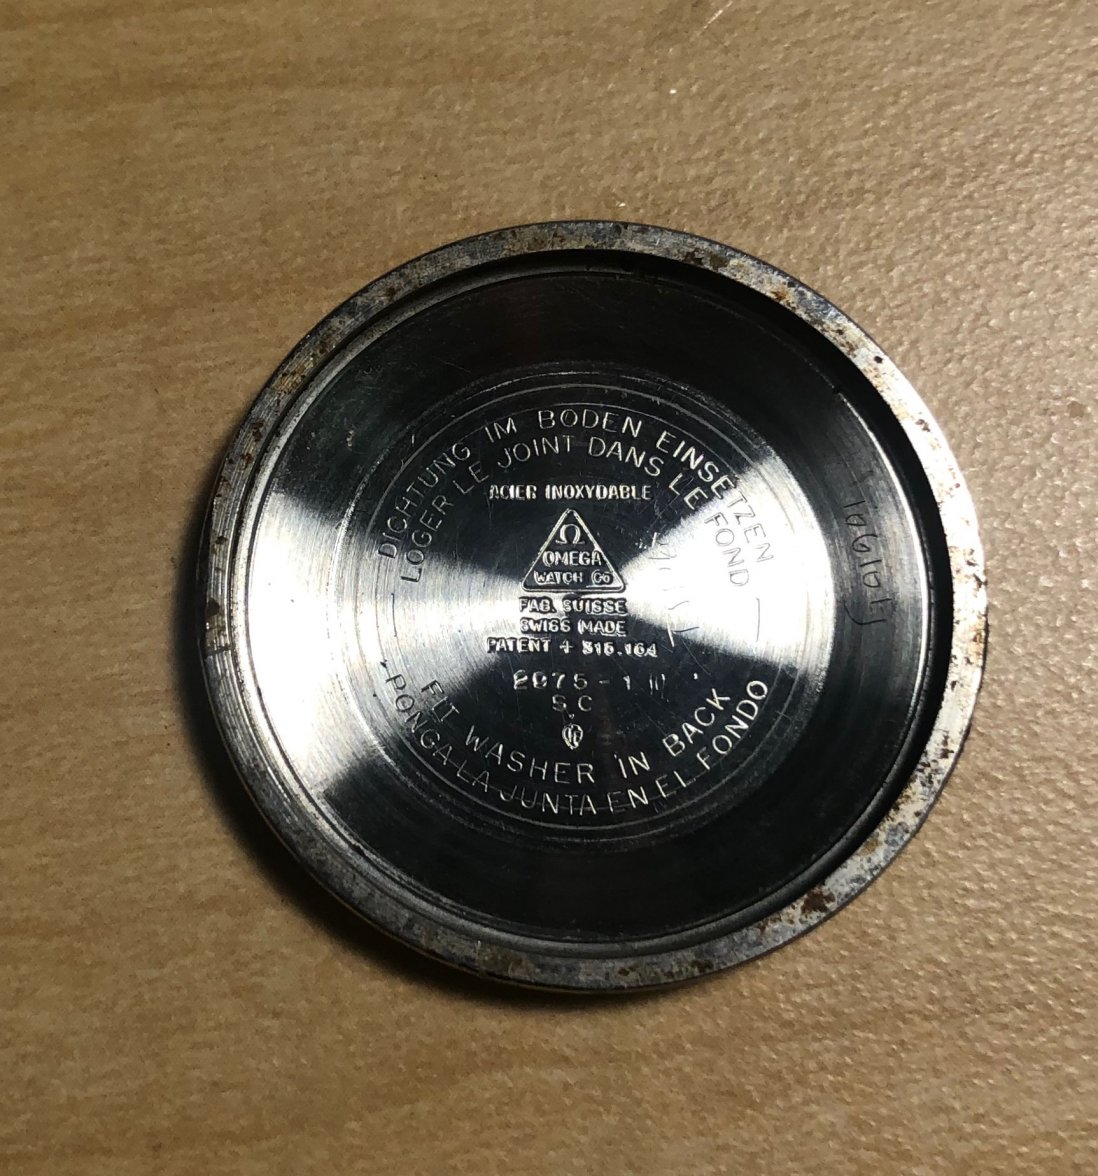 DICHTUNG IM BODEN EINSETZEN
LOGER LE JOINT DANS LE FOND
ACIER INOXYDABLE
Ω
OMEGA
WATCH Co
FAB. SUISSE
SWISS MADE
PATENT + 315.164
2975 - 1
SC
FIT WASHER IN BACK
PONGA LA JUNTA EN EL FONDO